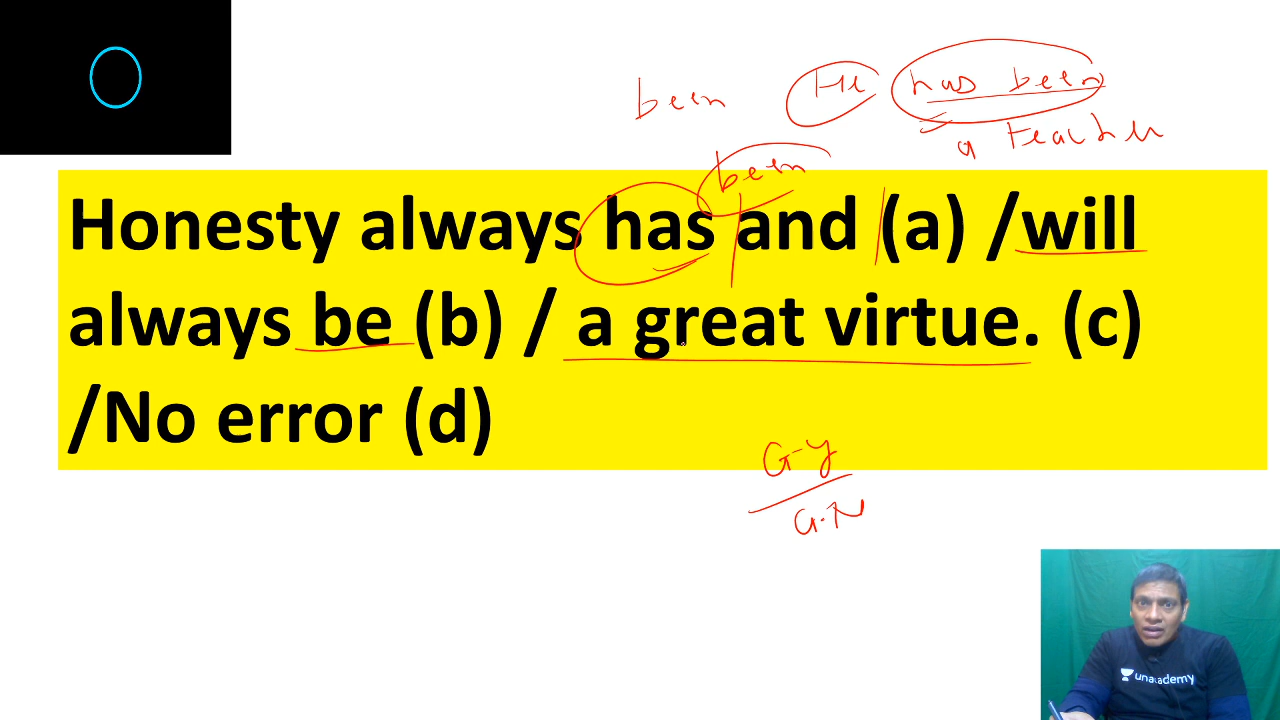 been He has been
a teacher
been
Honesty always has and (a) /will
always be (b) / a great virtue. (c)
/No error (d)
G-y
G.N
unacademy